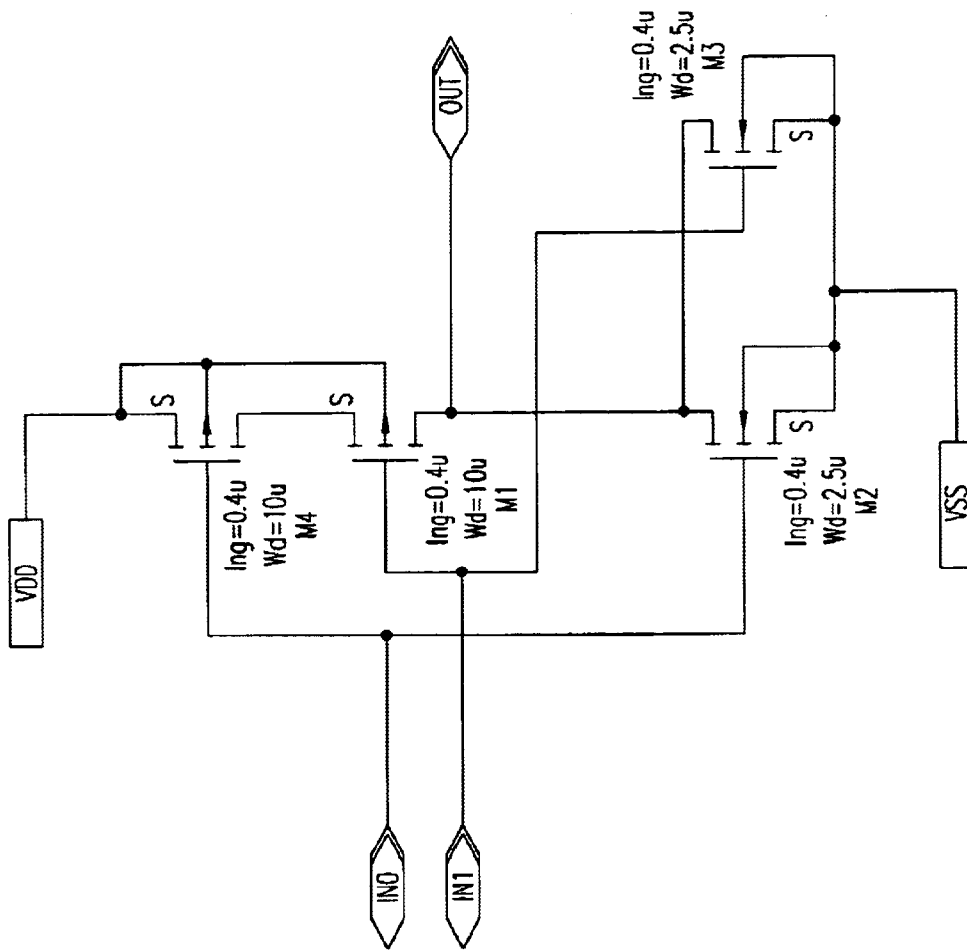 VDD
S
lng=0.4u
Wd=10u
M4
S
lng=0.4u
Wd=10u
M1
OUT
lng=0.4u
Wd=2.5u
M3
S
S
lng=0.4u
Wd=2.5u
M2
IN0
IN1
VSS